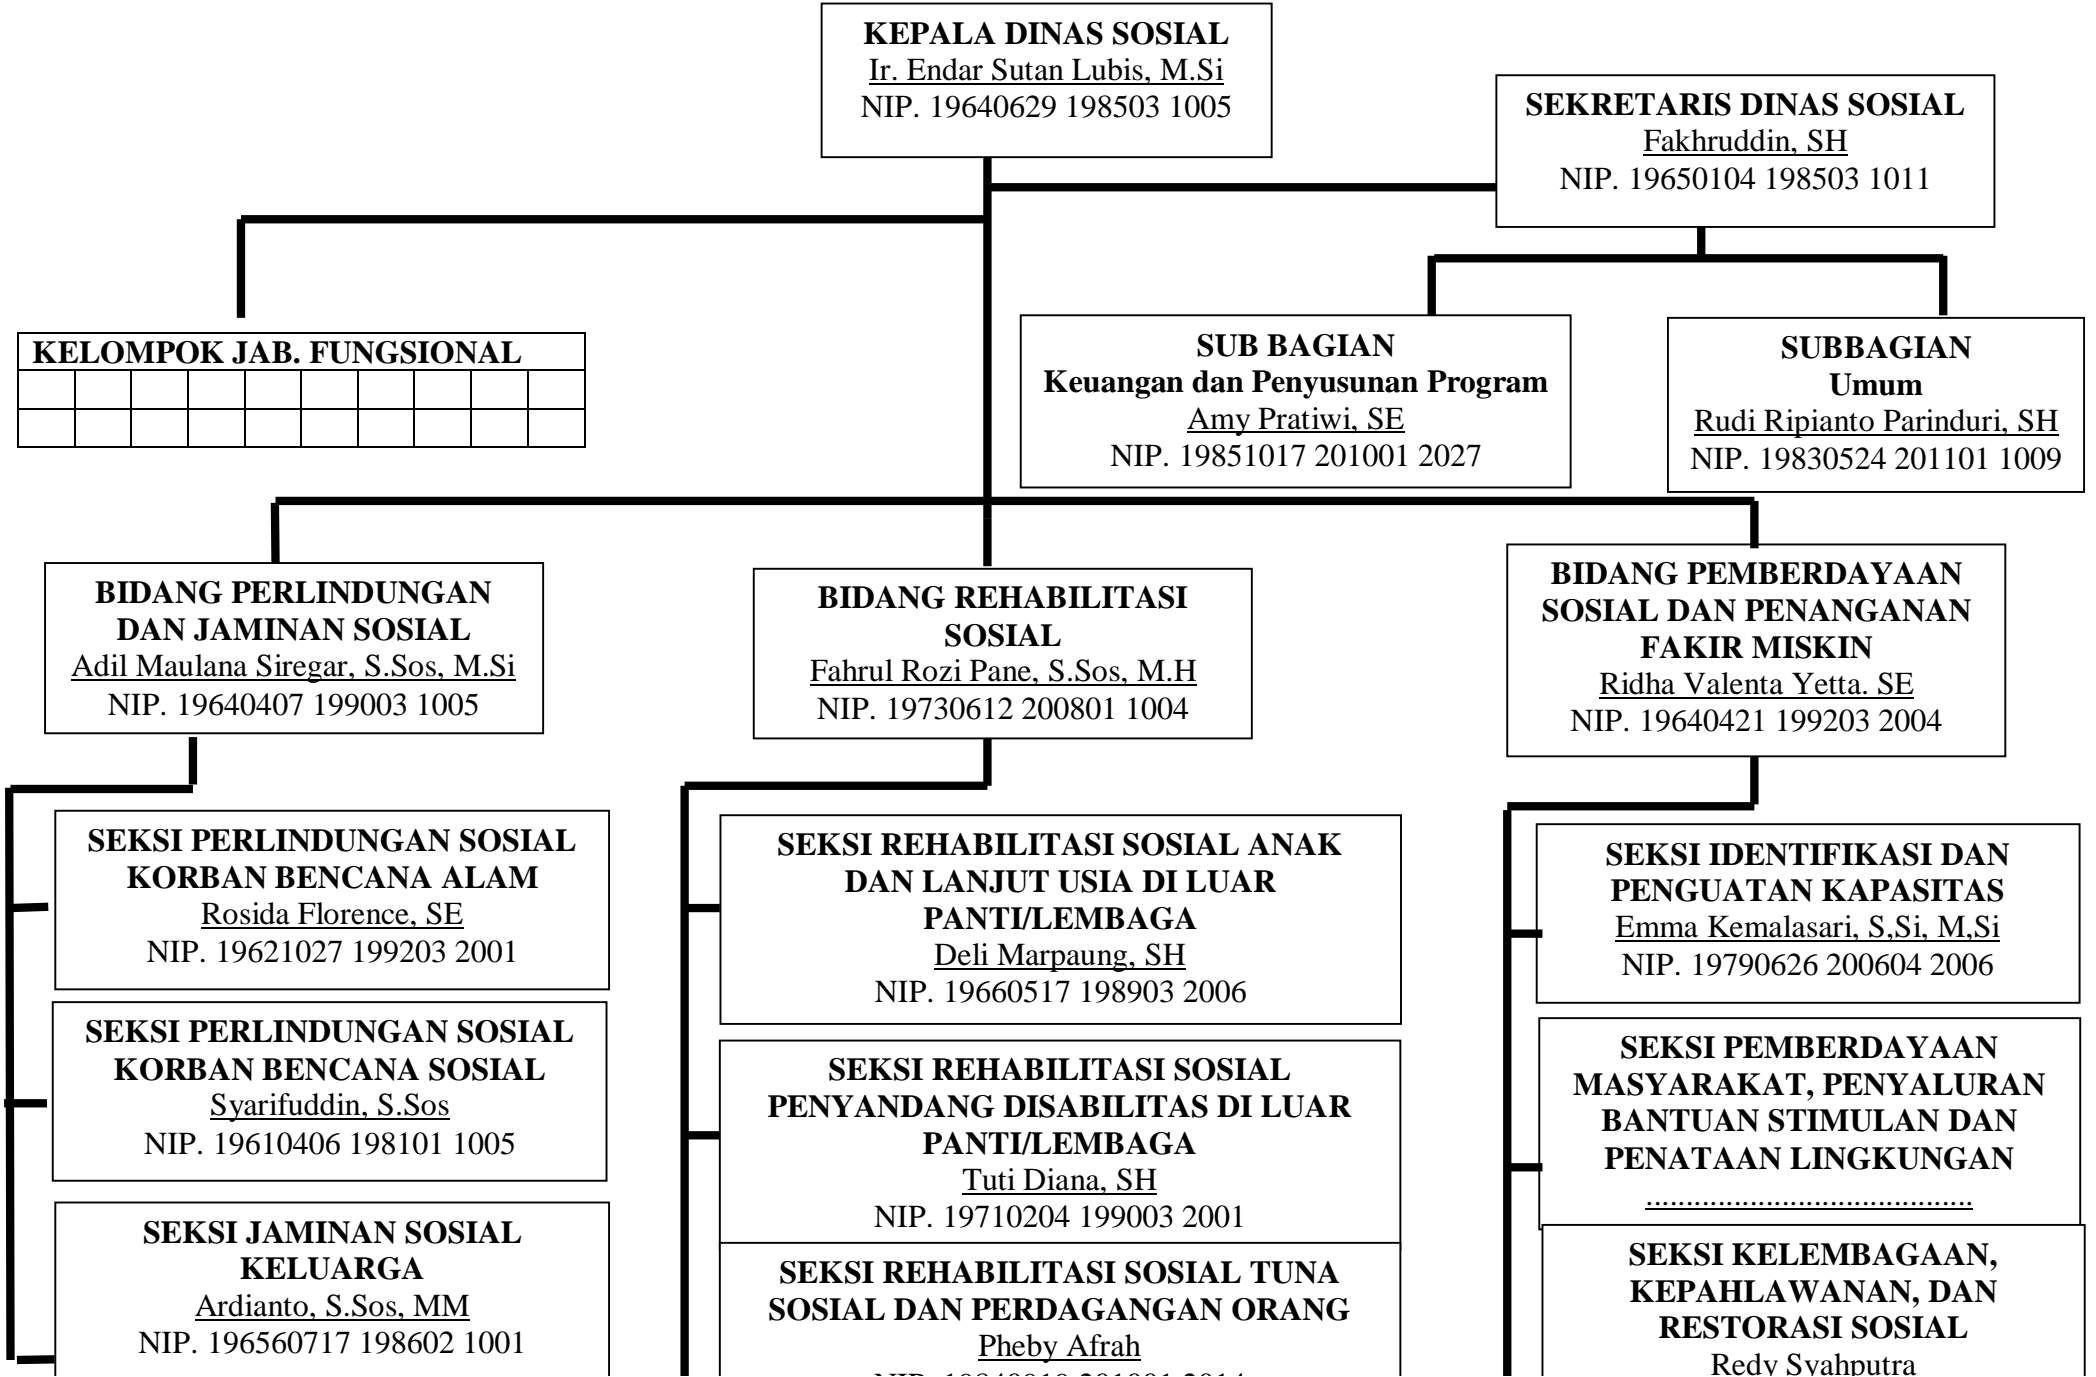 KEPALA DINAS SOSIAL
Ir. Endar Sutan Lubis, M.Si
NIP. 19640629 198503 1005
SEKRETARIS DINAS SOSIAL
Fakhruddin, SH
NIP. 19650104 198503 1011
KELOMPOK JAB. FUNGSIONAL
SUB BAGIAN
Keuangan dan Penyusunan Program
Amy Pratiwi, SE
NIP. 19851017 201001 2027
SUBBAGIAN
Umum
Rudi Ripianto Parinduri, SH
NIP. 19830524 201101 1009
BIDANG PERLINDUNGAN
DAN JAMINAN SOSIAL
Adil Maulana Siregar, S.Sos, M.Si
NIP. 19640407 199003 1005
BIDANG REHABILITASI
SOSIAL
Fahrul Rozi Pane, S.Sos, M.H
NIP. 19730612 200801 1004
BIDANG PEMBERDAYAAN
SOSIAL DAN PENANGANAN
FAKIR MISKIN
Ridha Valenta Yetta. SE
NIP. 19640421 199203 2004
SEKSI PERLINDUNGAN SOSIAL
KORBAN BENCANA ALAM
Rosida Florence, SE
NIP. 19621027 199203 2001
SEKSI PERLINDUNGAN SOSIAL
KORBAN BENCANA SOSIAL
Syarifuddin, S.Sos
NIP. 19610406 198101 1005
SEKSI JAMINAN SOSIAL
KELUARGA
Ardianto, S.Sos, MM
NIP. 196560717 198602 1001
SEKSI REHABILITASI SOSIAL ANAK
DAN LANJUT USIA DI LUAR
PANTI/LEMBAGA
Deli Marpaung, SH
NIP. 19660517 198903 2006
SEKSI REHABILITASI SOSIAL
PENYANDANG DISABILITAS DI LUAR
PANTI/LEMBAGA
Tuti Diana, SH
NIP. 19710204 199003 2001
SEKSI REHABILITASI SOSIAL TUNA
SOSIAL DAN PERDAGANGAN ORANG
Pheby Afrah
NIP.
SEKSI IDENTIFIKASI DAN
PENGUATAN KAPASITAS
Emma Kemalasari, S,Si, M,Si
NIP. 19790626 200604 2006
SEKSI PEMBERDAYAAN
MASYARAKAT, PENYALURAN
BANTUAN STIMULAN DAN
PENATAAN LINGKUNGAN
........................................
SEKSI KELEMBAGAAN,
KEPAHLAWANAN, DAN
RESTORASI SOSIAL
Redy Syahputra